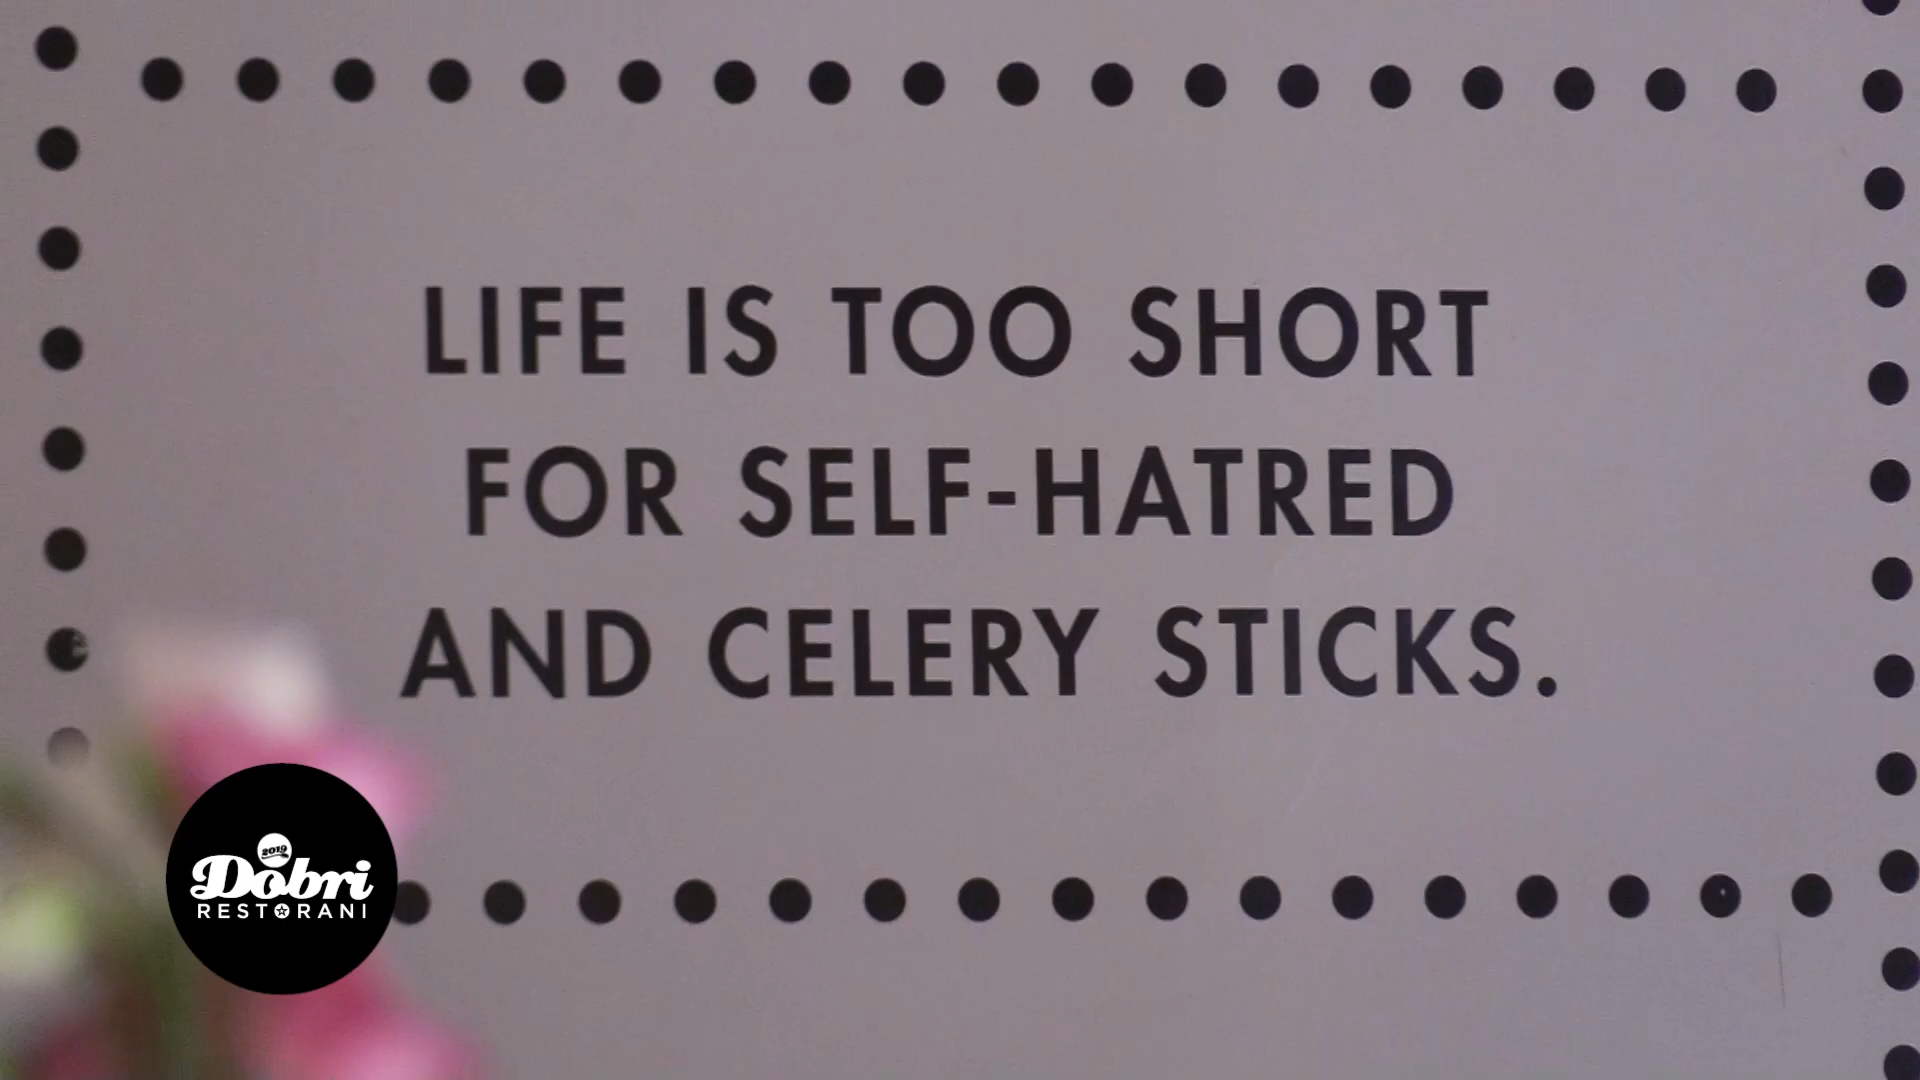 LIFE IS TOO SHORT
FOR SELF-HATRED
AND CELERY STICKS.
2019
Dobri
RESTORANI